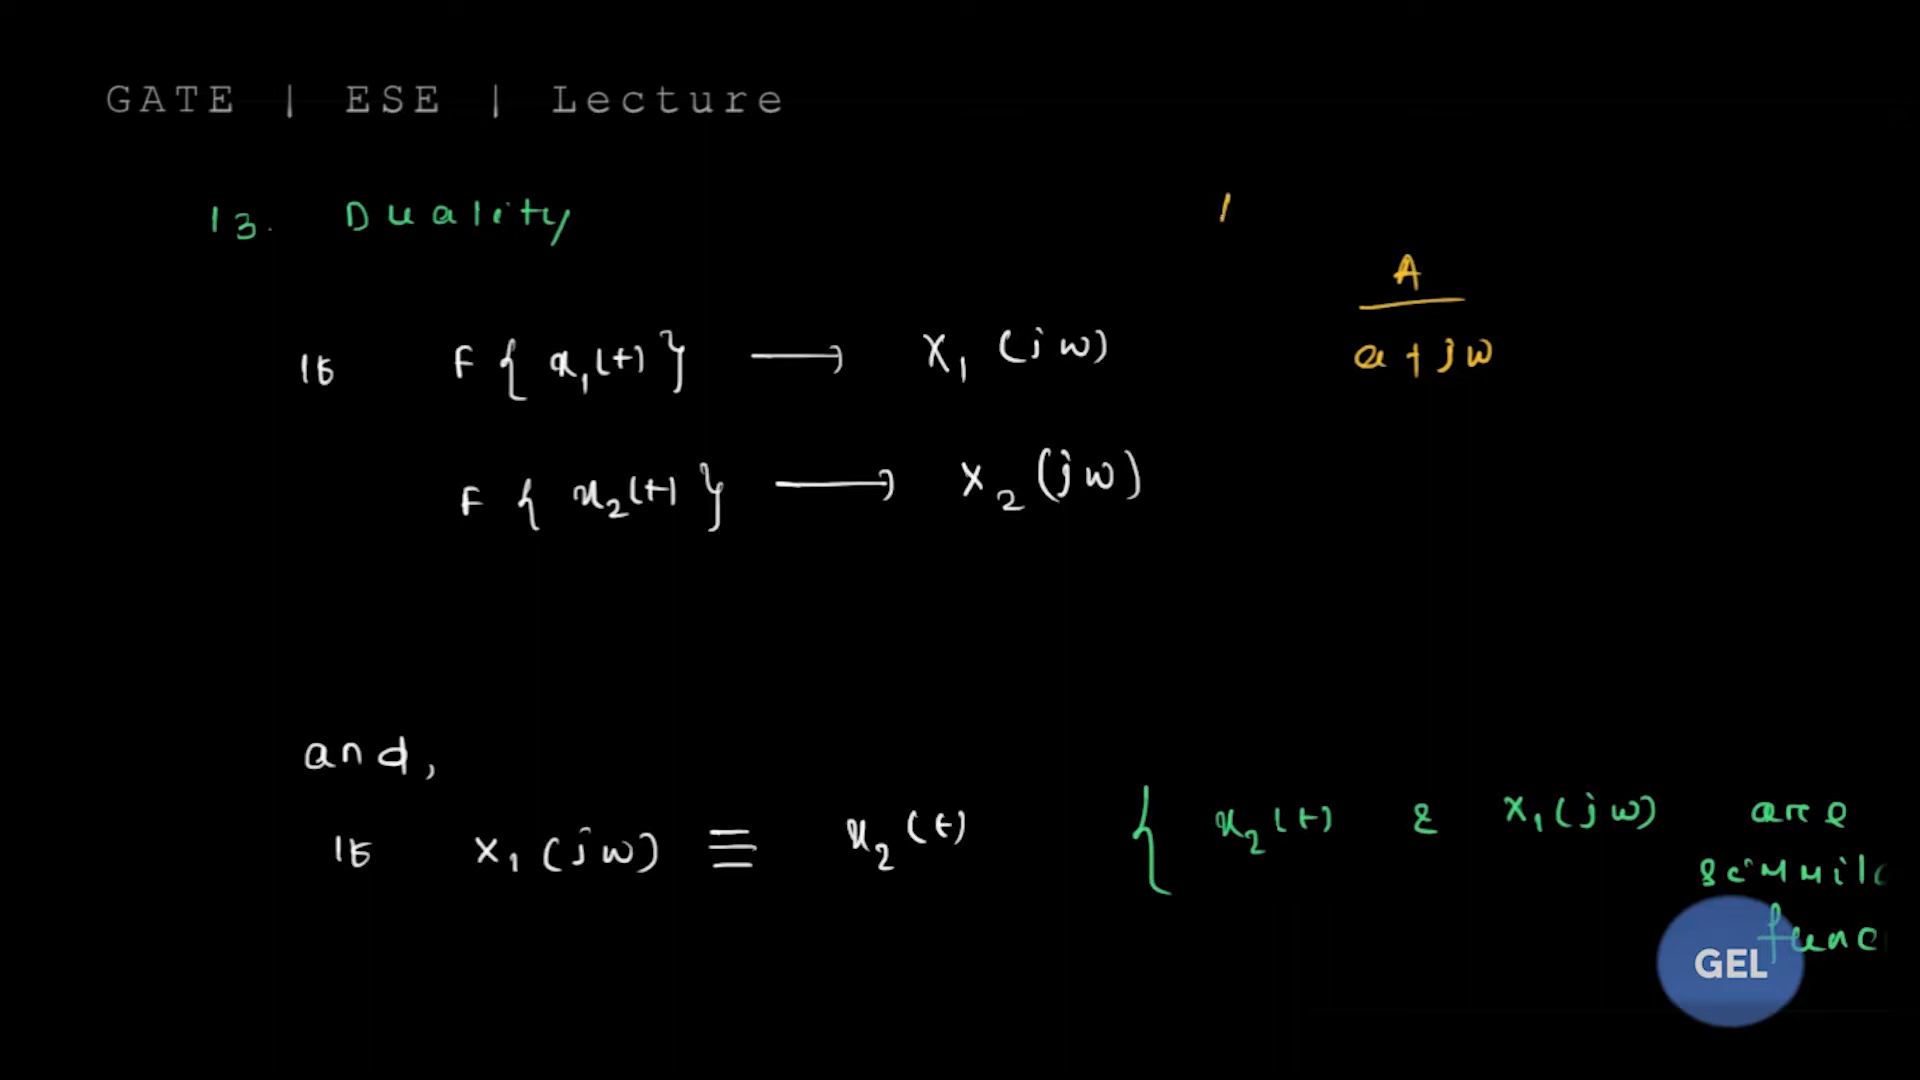 GATE | ESE | Lecture
13. Duality
If F{x₁(t)} → X₁(jω)
A
a+jω
F{x₂(t)} → X₂(jω)
and,
If X₁(jω) ≡ x₂(t) { x₂(t) & X₁(jω) are
GEL